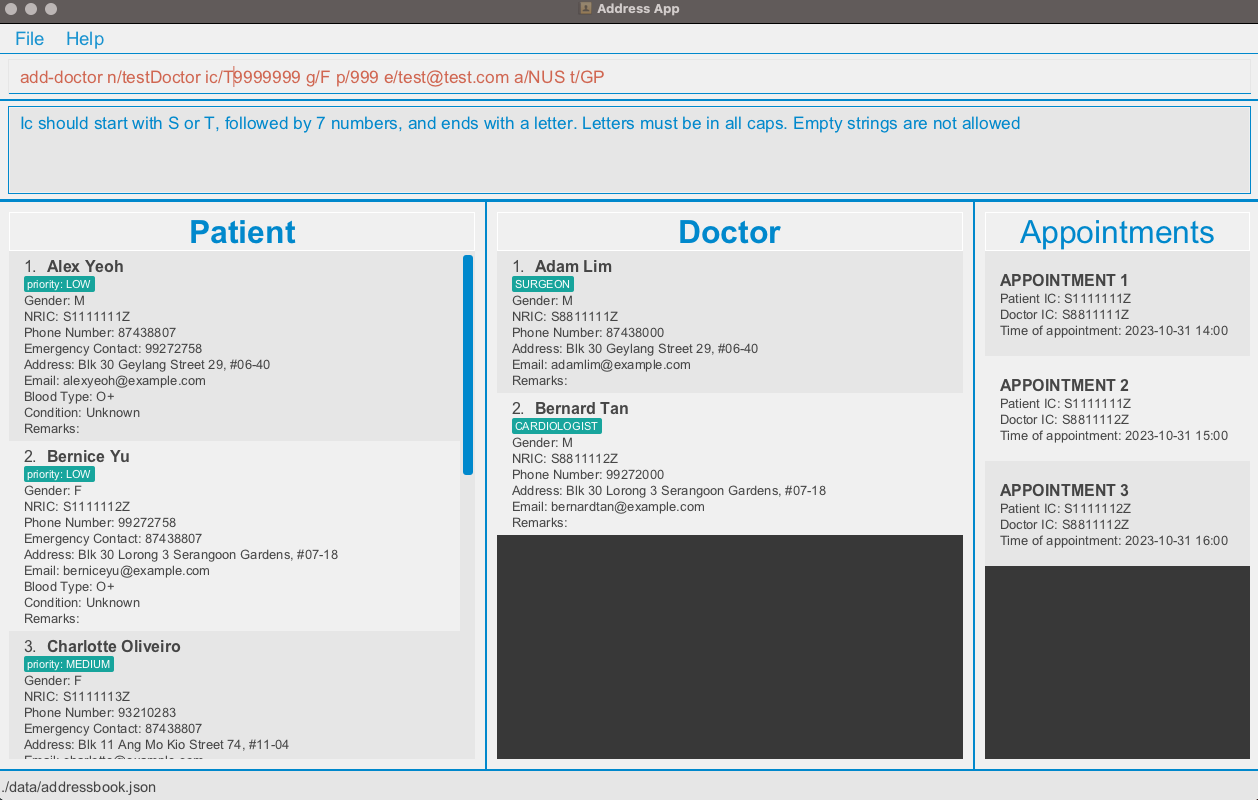 Address App
File Help
add-doctor n/testDoctor ic/T9999999 g/F p/999 e/test@test.com a/NUS t/GP
Ic should start with S or T, followed by 7 numbers, and ends with a letter. Letters must be in all caps. Empty strings are not allowed
Patient
1. Alex Yeoh
priority: LOW
Gender: M
NRIC: S1111111Z
Phone Number: 87438807
Emergency Contact: 99272758
Address: Blk 30 Geylang Street 29, #06-40
Email: alexyeoh@example.com
Blood Type: O+
Condition: Unknown
Remarks:
2. Bernice Yu
priority: LOW
Gender: F
NRIC: S1111112Z
Phone Number: 99272758
Emergency Contact: 87438807
Address: Blk 30 Lorong 3 Serangoon Gardens, #07-18
Email: berniceyu@example.com
Blood Type: O+
Condition: Unknown
Remarks:
3. Charlotte Oliveiro
priority: MEDIUM
Gender: F
NRIC: S1111113Z
Phone Number: 93210283
Emergency Contact: 87438807
Address: Blk 11 Ang Mo Kio Street 74, #11-04
Email: charlotte@example.com
Doctor
1. Adam Lim
SURGEON
Gender: M
NRIC: S8811111Z
Phone Number: 87438000
Address: Blk 30 Geylang Street 29, #06-40
Email: adamlim@example.com
Remarks:
2. Bernard Tan
CARDIOLOGIST
Gender: M
NRIC: S8811112Z
Phone Number: 99272000
Address: Blk 30 Lorong 3 Serangoon Gardens, #07-18
Email: bernardtan@example.com
Remarks:
Appointments
APPOINTMENT 1
Patient IC: S1111111Z
Doctor IC: S8811111Z
Time of appointment: 2023-10-31 14:00
APPOINTMENT 2
Patient IC: S1111111Z
Doctor IC: S8811112Z
Time of appointment: 2023-10-31 15:00
APPOINTMENT 3
Patient IC: S1111112Z
Doctor IC: S8811112Z
Time of appointment: 2023-10-31 16:00
./data/addressbook.json